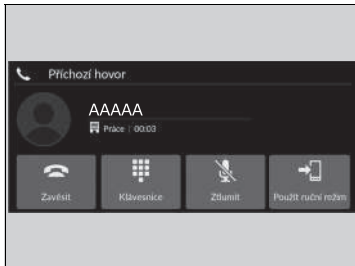 Příchozí hovor
AAAAA
Práce | 00:03
Zavěsit
Klávesnice
Ztlumit
Použít ruční režim